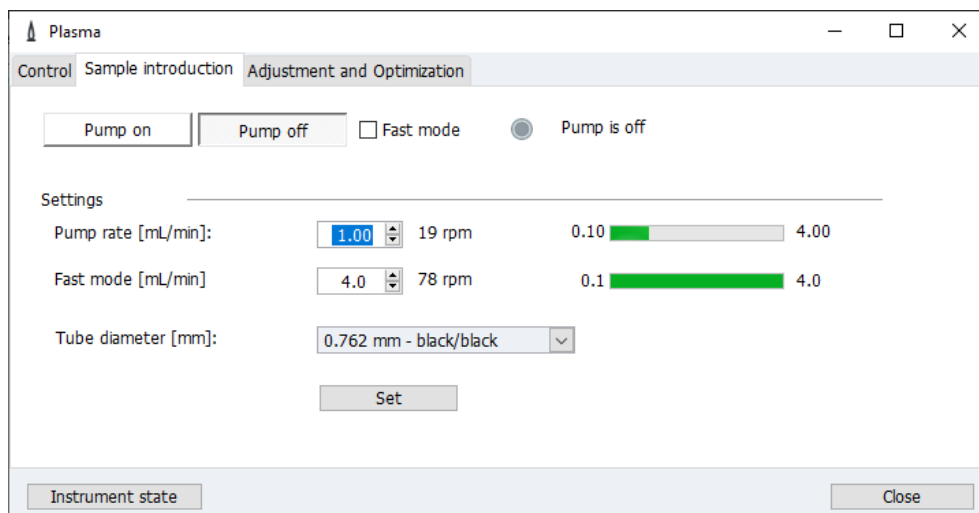 Plasma
Control Sample introduction Adjustment and Optimization
Pump on Pump off Fast mode Pump is off
Settings
Pump rate [mL/min]: 1.00 19 rpm 0.10 4.00
Fast mode [mL/min] 4.0 78 rpm 0.1 4.0
Tube diameter [mm]: 0.762 mm - black/black
Set
Instrument state Close